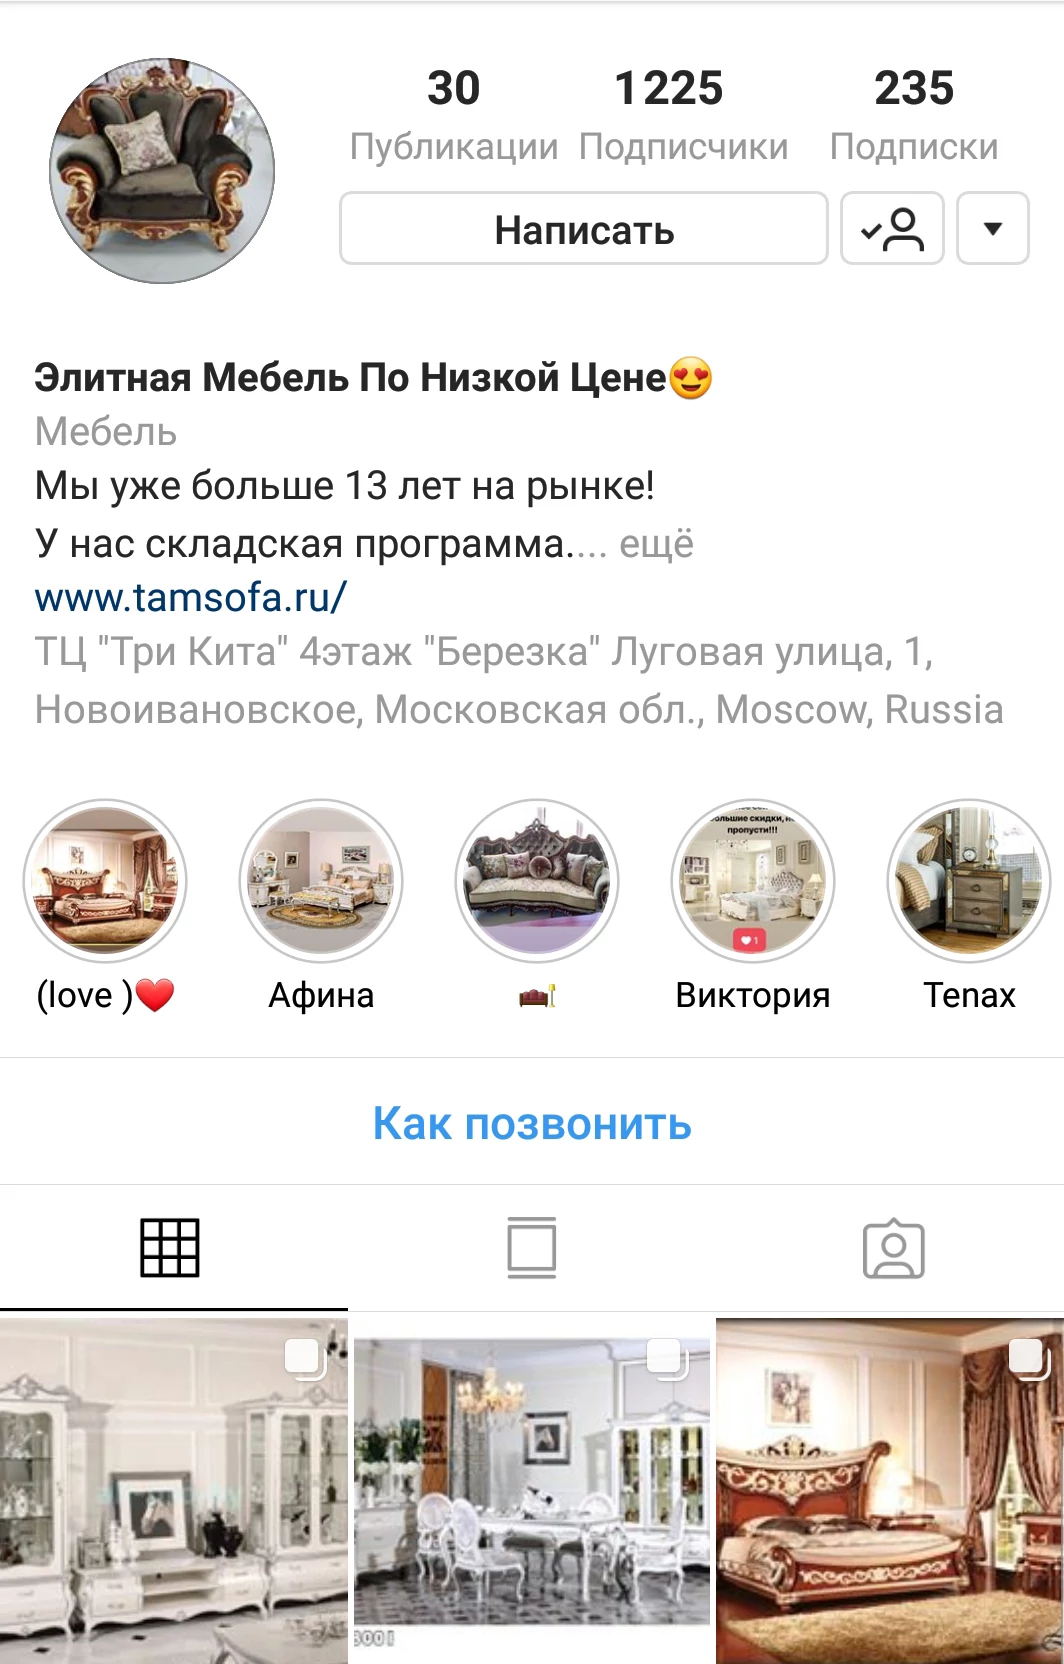 30 1225 235
Публикации Подписчики Подписки
Написать
Элитная Мебель По Низкой Цене😍
Мебель
Мы уже больше 13 лет на рынке!
У нас складская программа.... ещё
www.tamsofa.ru/
ТЦ "Три Кита" 4этаж "Березка" Луговая улица, 1,
Новоивановское, Московская обл., Moscow, Russia
скидки,
пропусти!!!
1
(love )❤️ Афина 🛋️ Виктория Tenax
Как позвонить